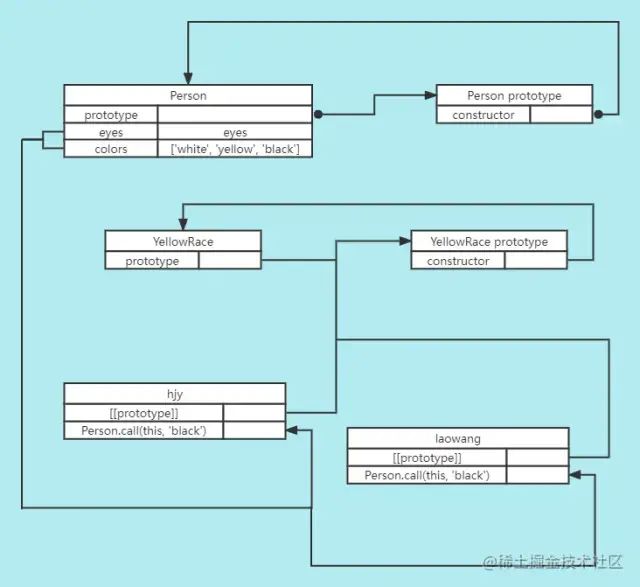 Person
prototype
eyes eyes
colors ['white', 'yellow', 'black']
Person prototype
constructor
YellowRace
prototype
YellowRace prototype
constructor
hjy
[[prototype]]
Person.call(this, 'black')
laowang
[[prototype]]
Person.call(this, 'black')
@稀土掘金技术社区